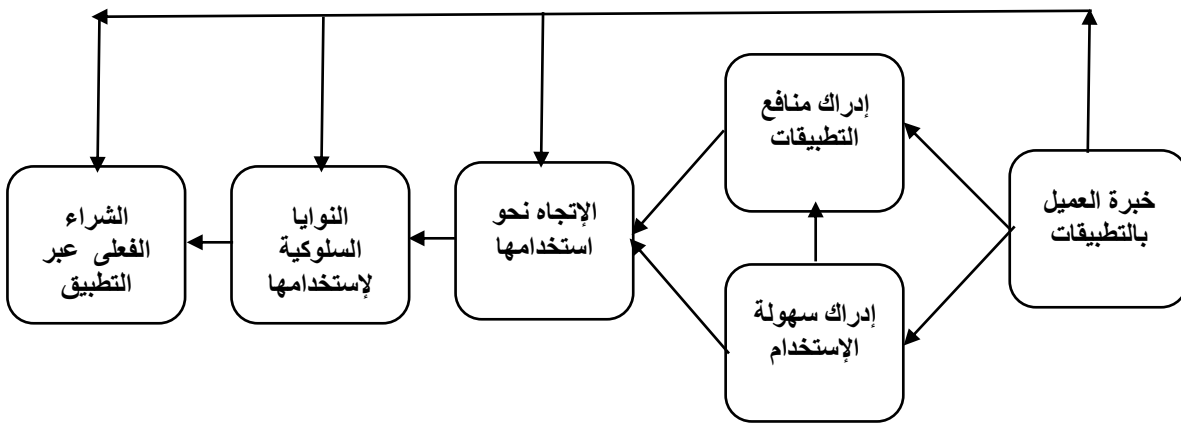 خبرة العميل
بالتطبيقات
إدراك منافع
التطبيقات
إدراك سهولة
الإستخدام
الإتجاه نحو
استخدامها
النوايا
السلوكية
لإستخدامها
الشراء
الفعلى عبر
التطبيق